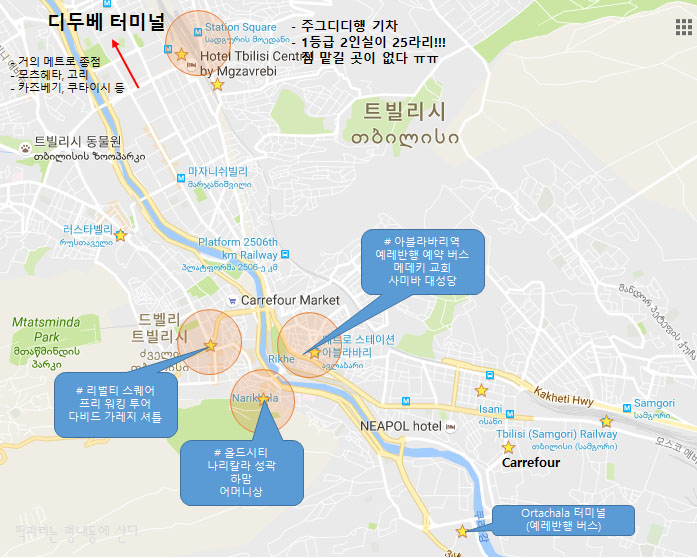 디두베 터미널
- 거의 메트로 종점
- 모츠헤타, 고리
- 카즈베기, 쿠타이시 등
Station Square
სადგურის მოედანი
Hotel Tbilisi Central
by Mgzavrebi
- 주그디디행 기차
- 1등급 2인실이 25라리!!!
- 짐 맡길 곳이 없다 ㅠㅠ
트빌리시
თბილისი
트빌리시 동물원
თბილისის ზოოპარკი
마자니쉬빌리
მარჯანიშვილი
러스타벨리
რუსთაველი
Platform 2506th
km Railway
პლატფორმა 2506-ე კმ
# 아블라바리역
예레반행 예약 버스
메데키 교회
사미바 대성당
Carrefour Market
Mtatsminda
Park
მთაწმინდის
პარკი
드벨리
트빌리시
ძველი
Rikhe
메트로 스테이션
아블라바리
ავლაბარი
# 리벌티 스퀘어
프리 워킹 투어
다비드 가레지 셔틀
Narikala
# 올드시티
나리칼라 성곽
하맘
어머니상
NEAPOL hotel
Isani
ისანი
Kakheti Hwy
Samgori
სამგორი
Tbilisi (Samgori) Railway
თბილისი (სამგორი)
Carrefour
Ortachala 터미널
(예레반행 버스)